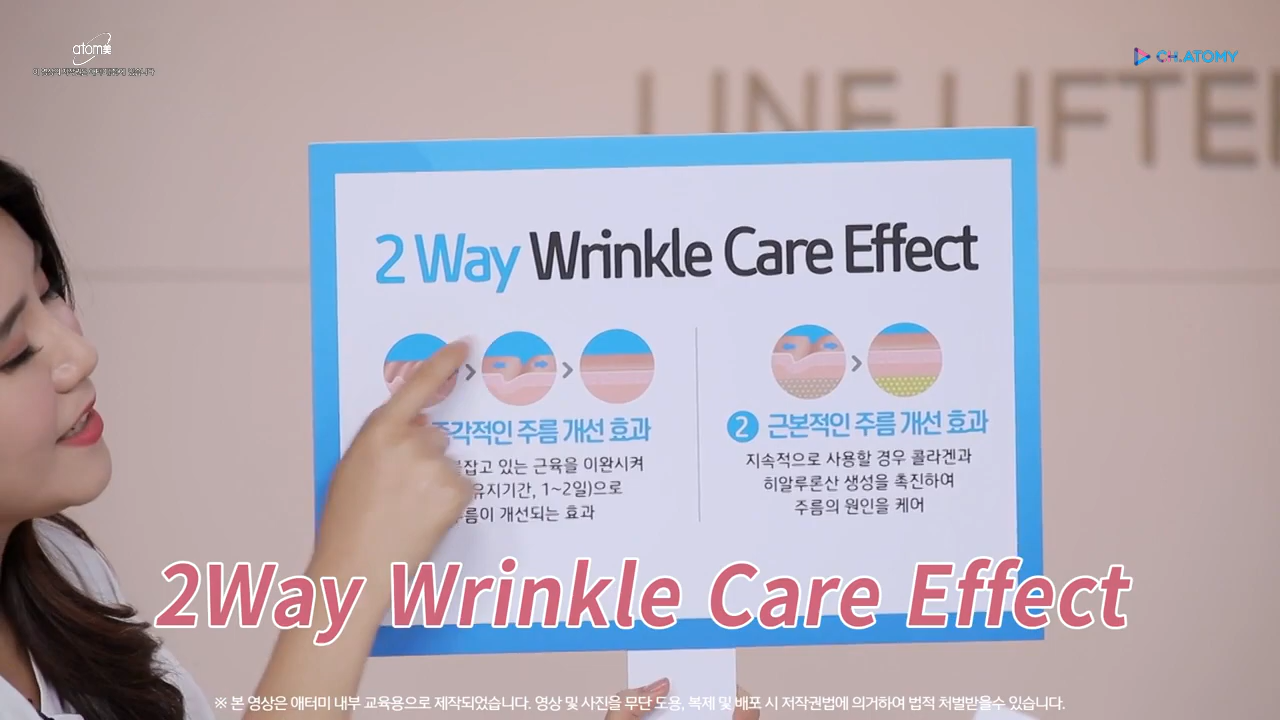 atom美
CH.ATOMY
LINE LIFTE
2 Way Wrinkle Care Effect
적인 주름 개선 효과
2 근본적인 주름 개선 효과
잡고 있는 근육을 이완시켜
유지기간, 1~2일)으로
개선되는 효과
지속적으로 사용할 경우 콜라겐과
히알루론산 생성을 촉진하여
주름의 원인을 케어
2Way Wrinkle Care Effect
※ 본 영상은 애터미 내부 교육용으로 제작되었습니다. 영상 및 사진을 무단 도용, 복제 및 배포 시 저작권법에 의거하여 법적 처벌받을수 있습니다.